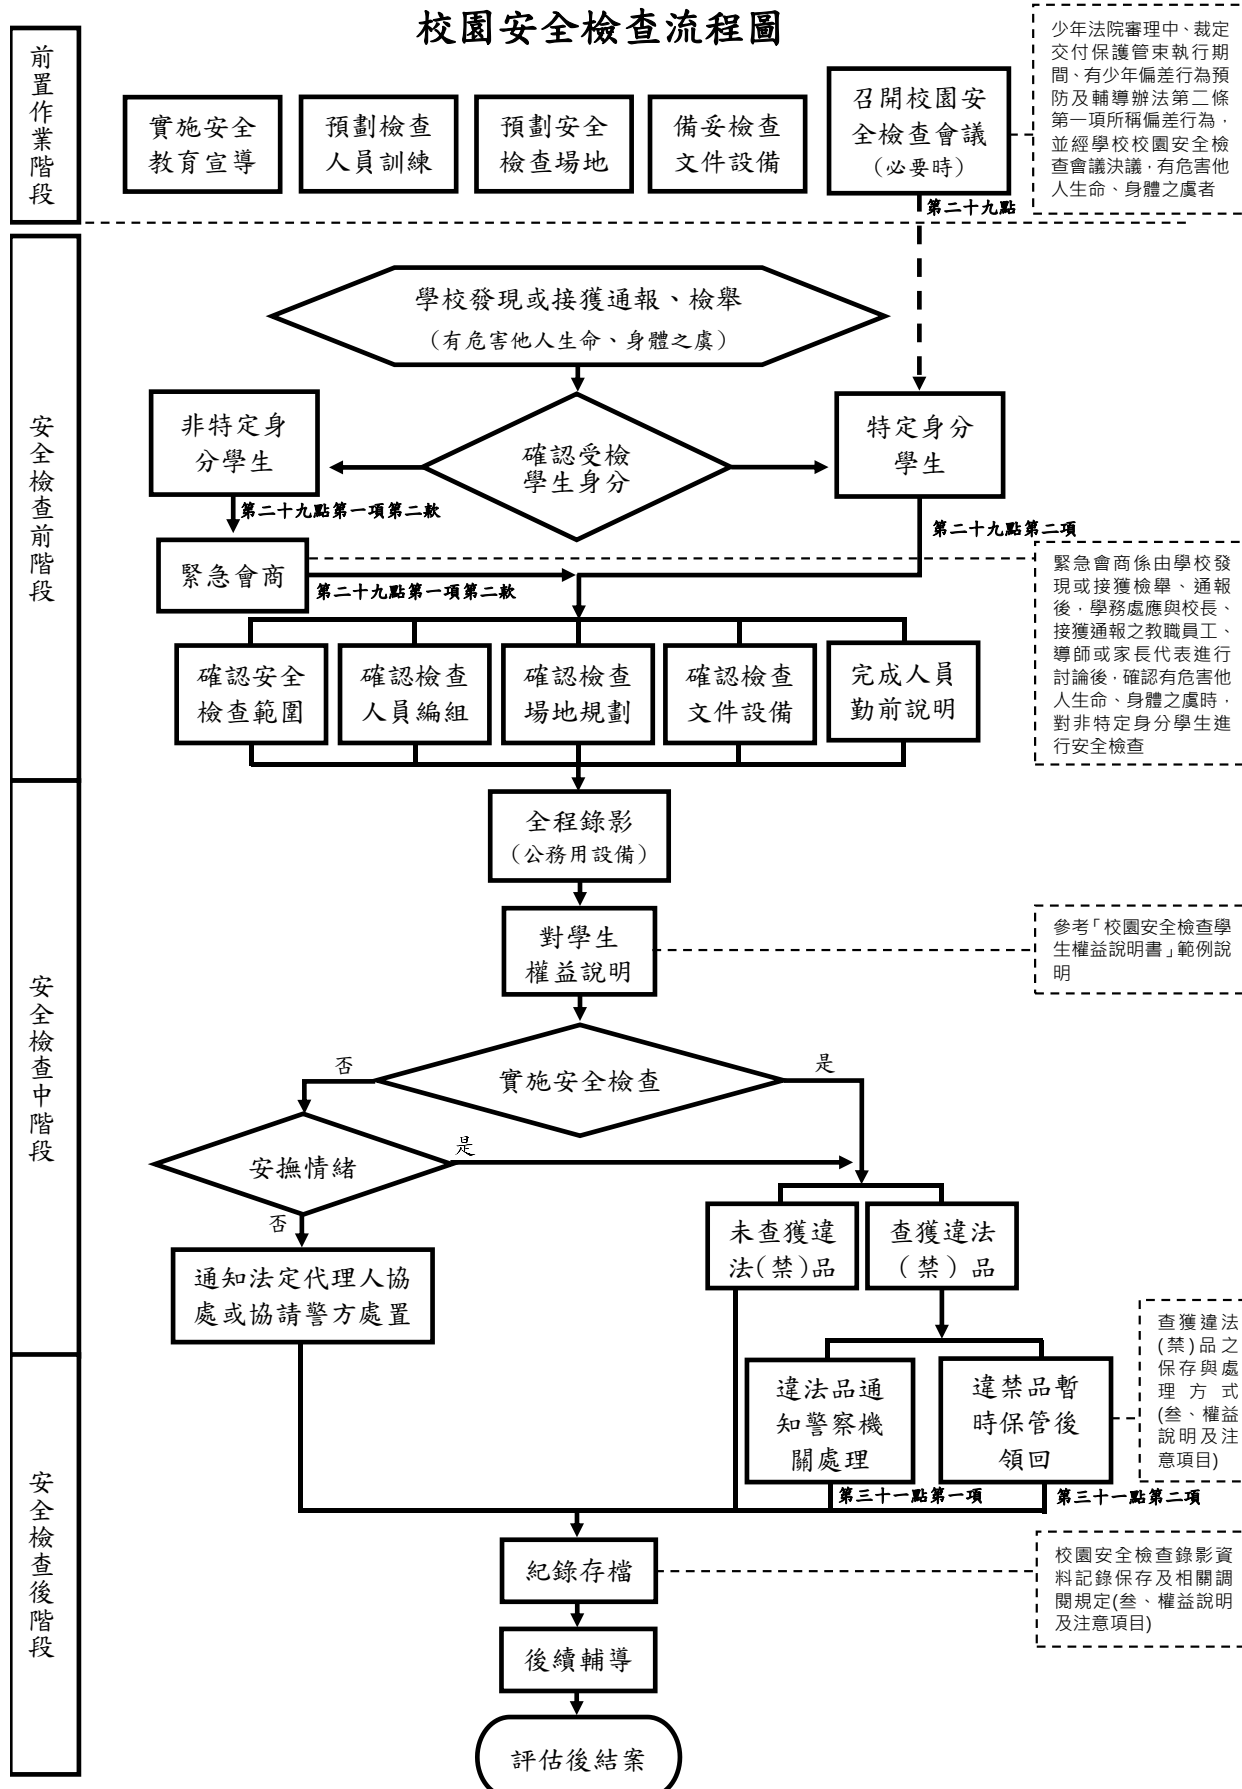 校園安全檢查流程圖
前置作業階段
實施安全
教育宣導
預劃檢查
人員訓練
預劃安全
檢查場地
備妥檢查
文件設備
召開校園安
全檢查會議
(必要時)
少年法院審理中、裁定
交付保護管束執行期
間、有少年偏差行為預
防及輔導辦法第二條
第一項所稱偏差行為，
並經學校校園安全檢
查會議決議，有危害他
人生命、身體之虞者
第二十九點
安全檢查前階段
學校發現或接獲通報、檢舉
(有危害他人生命、身體之虞)
非特定身
分學生
確認受檢
學生身分
特定身分
學生
第二十九點第一項第二款
第二十九點第二項
緊急會商
第二十九點第一項第二款
緊急會商係由學校發
現或接獲檢舉、通報
後，學務處應與校長、
接獲通報之教職員工、
導師或家長代表進行
討論後，確認有危害他
人生命、身體之虞時，
對非特定身分學生進
行安全檢查
確認安全
檢查範圍
確認檢查
人員編組
確認檢查
場地規劃
確認檢查
文件設備
完成人員
勤前說明
安全檢查中階段
全程錄影
(公務用設備)
對學生
權益說明
參考「校園安全檢查學
生權益說明書」範例說
明
實施安全檢查
否
是
安撫情緒
是
否
通知法定代理人協
處或協請警方處置
未查獲違
法(禁)品
查獲違法
(禁)品
查獲違法
(禁)品之
保存與處
理方式
(叁、權益
說明及注
意項目)
安全檢查後階段
違法品通
知警察機
關處理
違禁品暫
時保管後
領回
第三十一點第一項
第三十一點第二項
紀錄存檔
校園安全檢查錄影資
料記錄保存及相關調
閱規定(叁、權益說明
及注意項目)
後續輔導
評估後結案